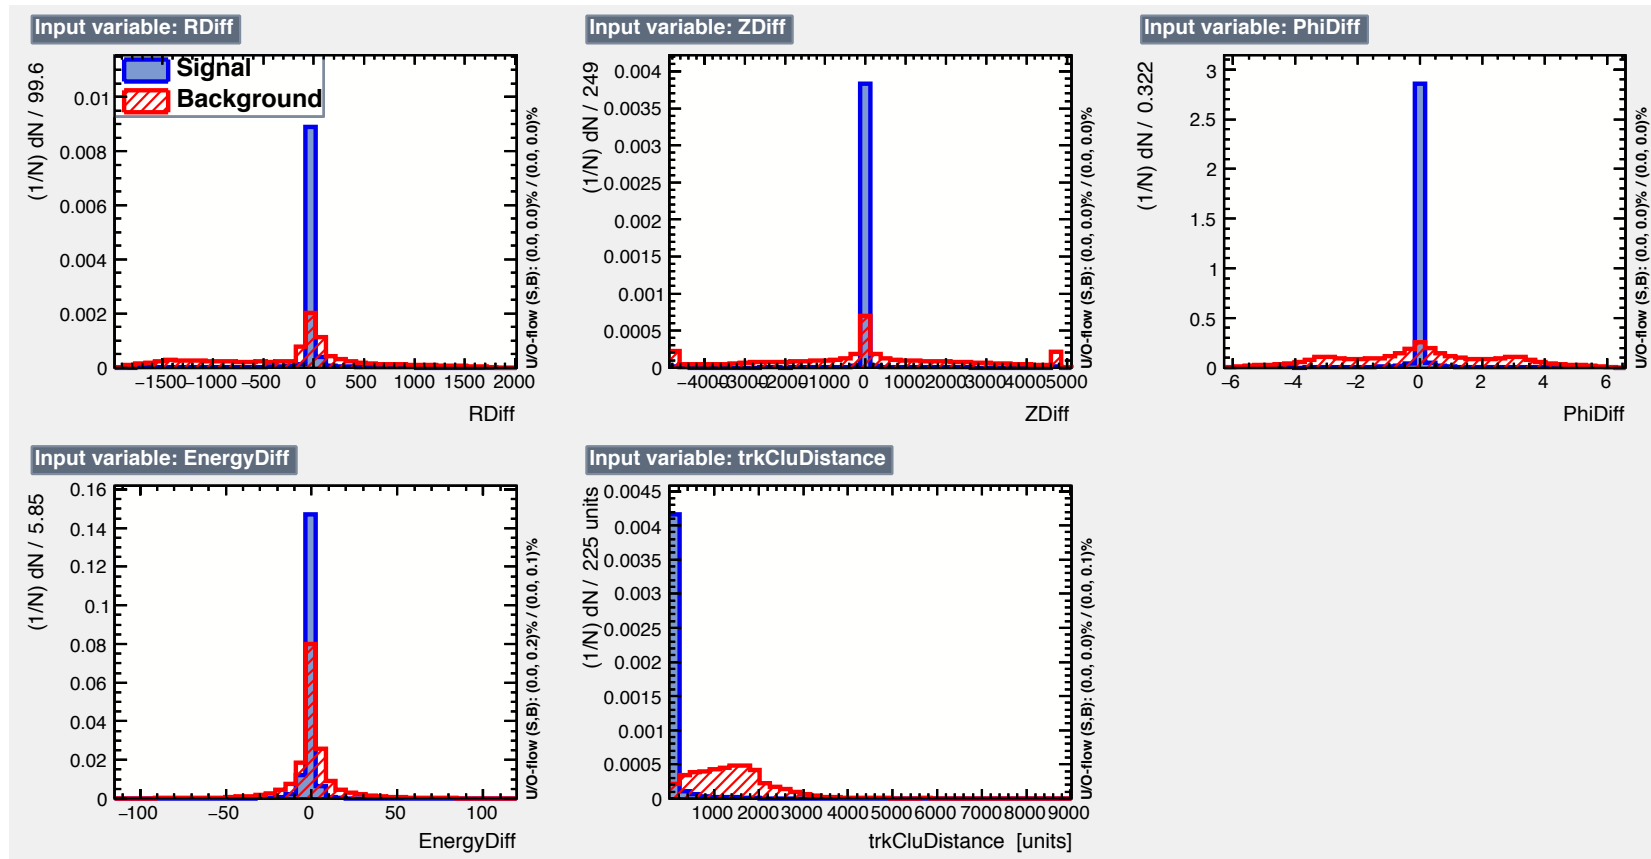 Input variable: RDiff
(1/N) dN / 99.6
Signal
Background
0.01
0.008
0.006
0.004
0.002
0
−1500 −1000 −500 0 500 1000 1500 2000
RDiff
U/O-flow (S,B): (0.0, 0.0)% / (0.0, 0.0)%
Input variable: ZDiff
(1/N) dN / 249
0.004
0.0035
0.003
0.0025
0.002
0.0015
0.001
0.0005
0
−4000 −3000 −2000 −1000 0 1000 2000 3000 4000 5000
ZDiff
U/O-flow (S,B): (0.0, 0.0)% / (0.0, 0.0)%
Input variable: PhiDiff
(1/N) dN / 0.322
3
2.5
2
1.5
1
0.5
0
−6 −4 −2 0 2 4 6
PhiDiff
U/O-flow (S,B): (0.0, 0.0)% / (0.0, 0.0)%
Input variable: EnergyDiff
(1/N) dN / 5.85
0.16
0.14
0.12
0.1
0.08
0.06
0.04
0.02
0
−100 −50 0 50 100
EnergyDiff
U/O-flow (S,B): (0.0, 0.2)% / (0.0, 0.1)%
Input variable: trkCluDistance
(1/N) dN / 225 units
0.0045
0.004
0.0035
0.003
0.0025
0.002
0.0015
0.001
0.0005
0
1000 2000 3000 4000 5000 6000 7000 8000 9000
trkCluDistance [units]
U/O-flow (S,B): (0.0, 0.0)% / (0.0, 0.1)%